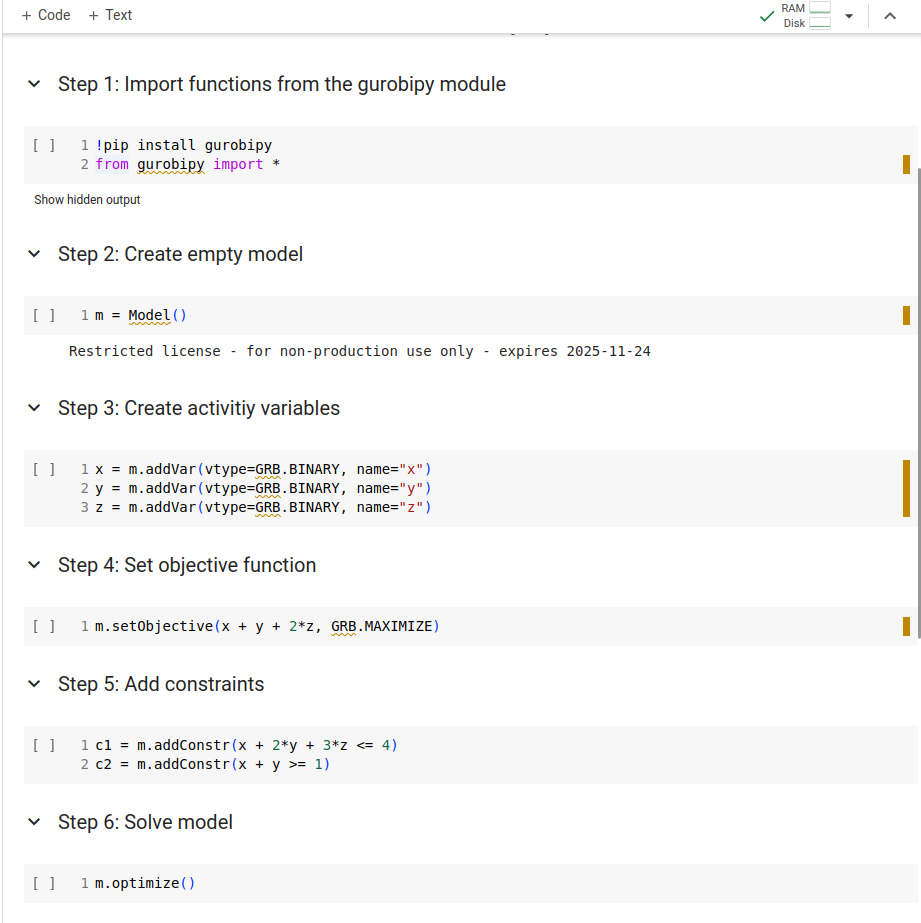 + Code + Text
RAM
Disk
Step 1: Import functions from the gurobipy module
[ ] 1 !pip install gurobipy
2 from gurobipy import *
Show hidden output
Step 2: Create empty model
[ ] 1 m = Model()
Restricted license - for non-production use only - expires 2025-11-24
Step 3: Create activitiy variables
[ ] 1 x = m.addVar(vtype=GRB.BINARY, name="x")
2 y = m.addVar(vtype=GRB.BINARY, name="y")
3 z = m.addVar(vtype=GRB.BINARY, name="z")
Step 4: Set objective function
[ ] 1 m.setObjective(x + y + 2*z, GRB.MAXIMIZE)
Step 5: Add constraints
[ ] 1 c1 = m.addConstr(x + 2*y + 3*z <= 4)
2 c2 = m.addConstr(x + y >= 1)
Step 6: Solve model
[ ] 1 m.optimize()